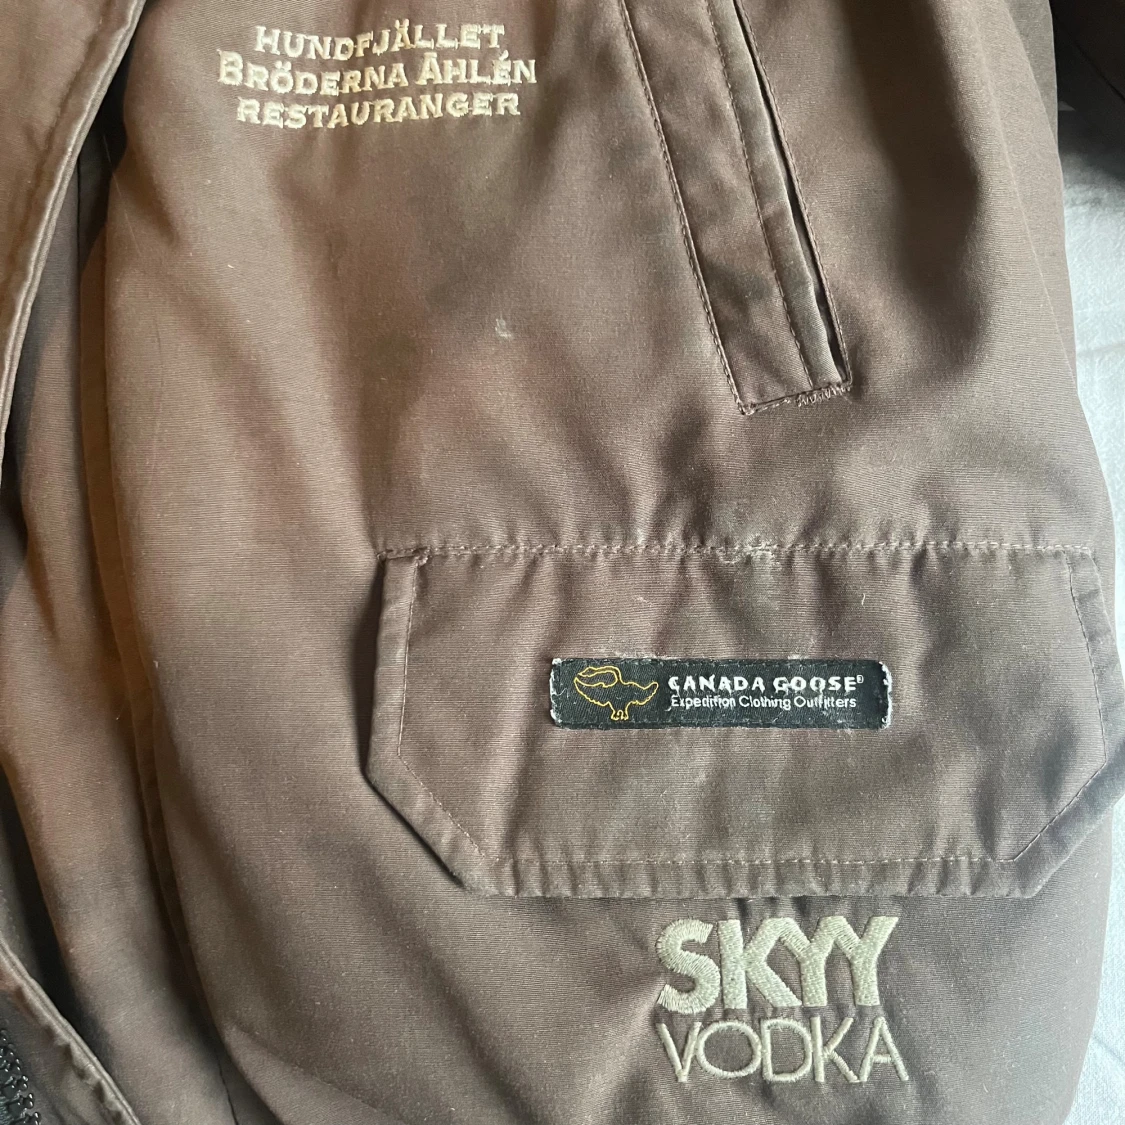 HUNDFJÄLLET
BRÖDERNA ÅHLÉN
RESTAURANGER
CANADA GOOSE®
Expedition Clothing Outfitters
SKYY
VODKA